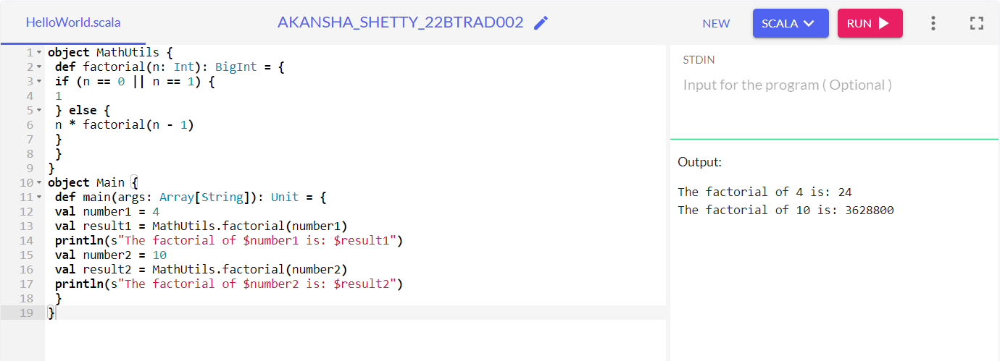 HelloWorld.scala
AKANSHA_SHETTY_22BTRAD002
NEW
SCALA
RUN
1 object MathUtils {
2 def factorial(n: Int): BigInt = {
3 if (n == 0 || n == 1) {
4 1
5 } else {
6 n * factorial(n - 1)
7 }
8 }
9 }
10 object Main {
11 def main(args: Array[String]): Unit = {
12 val number1 = 4
13 val result1 = MathUtils.factorial(number1)
14 println(s"The factorial of $number1 is: $result1")
15 val number2 = 10
16 val result2 = MathUtils.factorial(number2)
17 println(s"The factorial of $number2 is: $result2")
18 }
19 }
STDIN
Input for the program ( Optional )
Output:
The factorial of 4 is: 24
The factorial of 10 is: 3628800